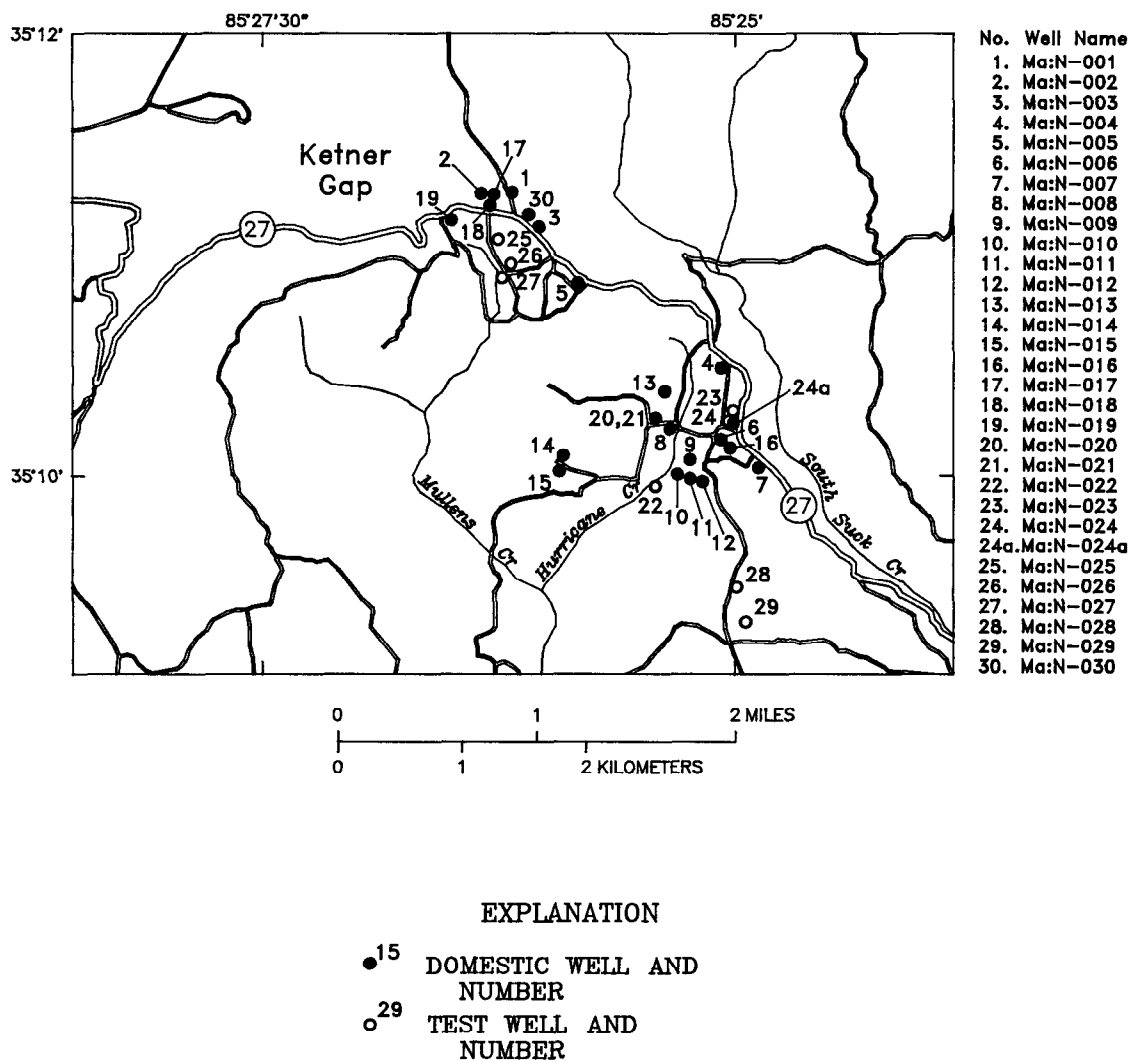 85°27'30"
85°25'
35°12'
No. Well Name
1. Ma:N-001
2. Ma:N-002
3. Ma:N-003
4. Ma:N-004
5. Ma:N-005
6. Ma:N-006
7. Ma:N-007
8. Ma:N-008
9. Ma:N-009
10. Ma:N-010
11. Ma:N-011
12. Ma:N-012
13. Ma:N-013
14. Ma:N-014
15. Ma:N-015
16. Ma:N-016
17. Ma:N-017
18. Ma:N-018
19. Ma:N-019
20. Ma:N-020
21. Ma:N-021
22. Ma:N-022
23. Ma:N-023
24. Ma:N-024
24a.Ma:N-024a
25. Ma:N-025
26. Ma:N-026
27. Ma:N-027
28. Ma:N-028
29. Ma:N-029
30. Ma:N-030
Ketner
Gap
17
2
1
30
19
3
27
18
25
26
27
5
4
24a
13
23
20,21
24
6
8
9
16
14
15
7
35°10'
22
10
11
12
27
Mullens Cr
Hurricane Cr
South Suck Cr
28
29
0 1 2 MILES
0 1 2 KILOMETERS
EXPLANATION
15 DOMESTIC WELL AND
NUMBER
29 TEST WELL AND
NUMBER